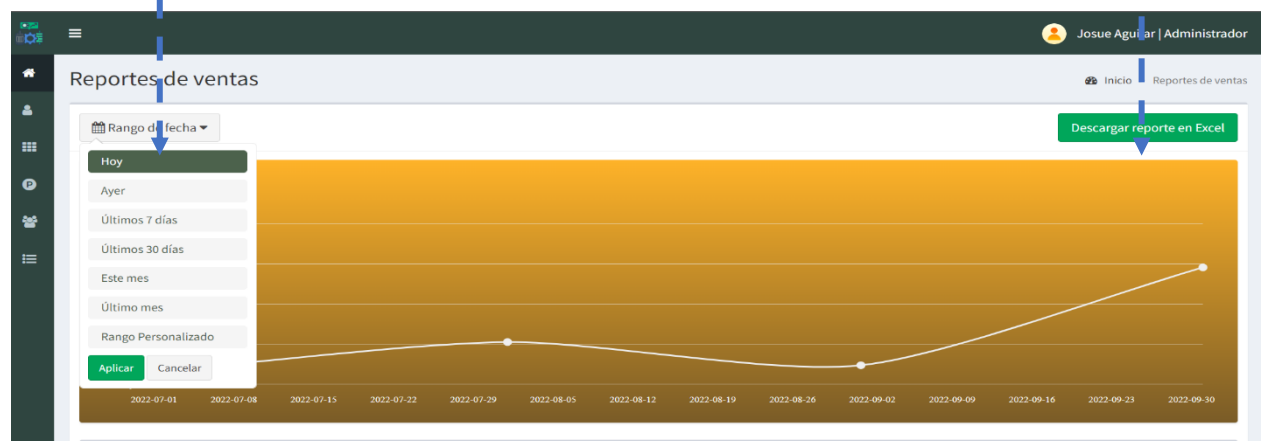 Josue Aguilar | Administrador
Reportes de ventas
Inicio
Reportes de ventas
Rango de fecha
Descargar reporte en Excel
Hoy
Ayer
Últimos 7 días
Últimos 30 días
Este mes
Último mes
Rango Personalizado
Aplicar
Cancelar
2022-07-01 2022-07-08 2022-07-15 2022-07-22 2022-07-29 2022-08-05 2022-08-12 2022-08-19 2022-08-26 2022-09-02 2022-09-09 2022-09-16 2022-09-23 2022-09-30